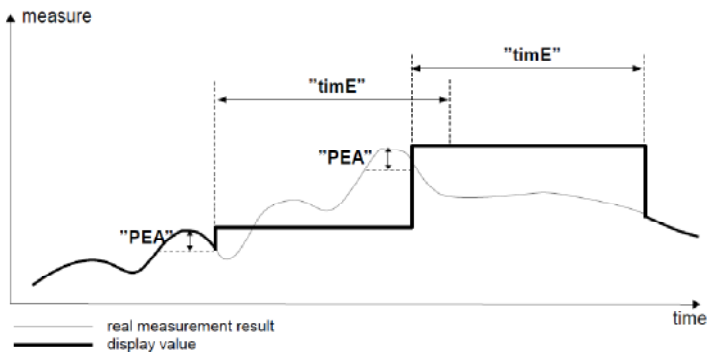 measure
"timE"
"timE"
"PEA"
"PEA"
time
real measurement result
display value